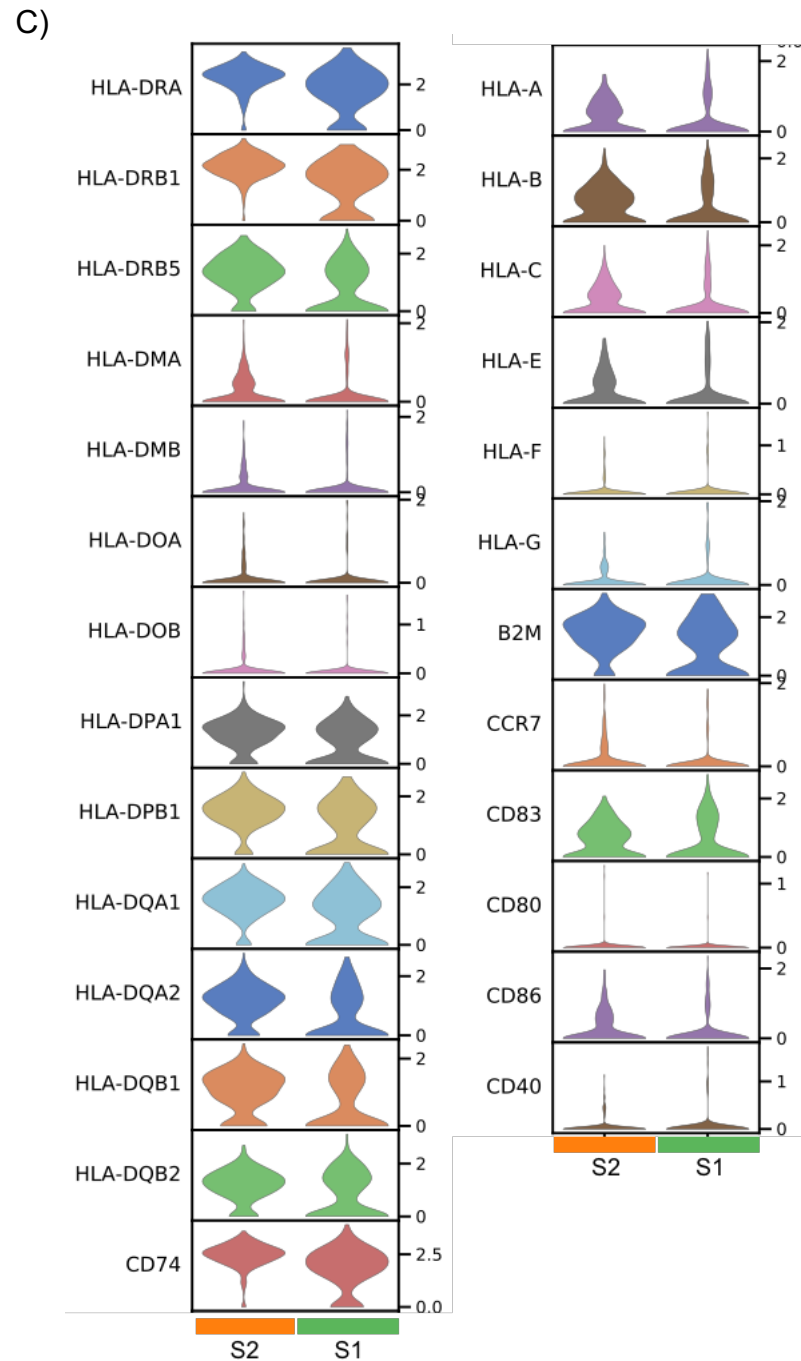 C)
HLA-DRA
2
0
HLA-DRB1
2
0
HLA-DRB5
2
0
HLA-DMA
2
0
HLA-DMB
2
0
HLA-DOA
2
0
HLA-DOB
1
0
HLA-DPA1
2
0
HLA-DPB1
2
0
HLA-DQA1
2
0
HLA-DQA2
2
0
HLA-DQB1
2
0
HLA-DQB2
2
0
CD74
2.5
0.0
S2 S1
HLA-A
2
0
HLA-B
2
0
HLA-C
2
0
HLA-E
2
0
HLA-F
1
0
HLA-G
2
0
B2M
2
0
CCR7
2
0
CD83
2
0
CD80
1
0
CD86
2
0
CD40
1
0
S2 S1